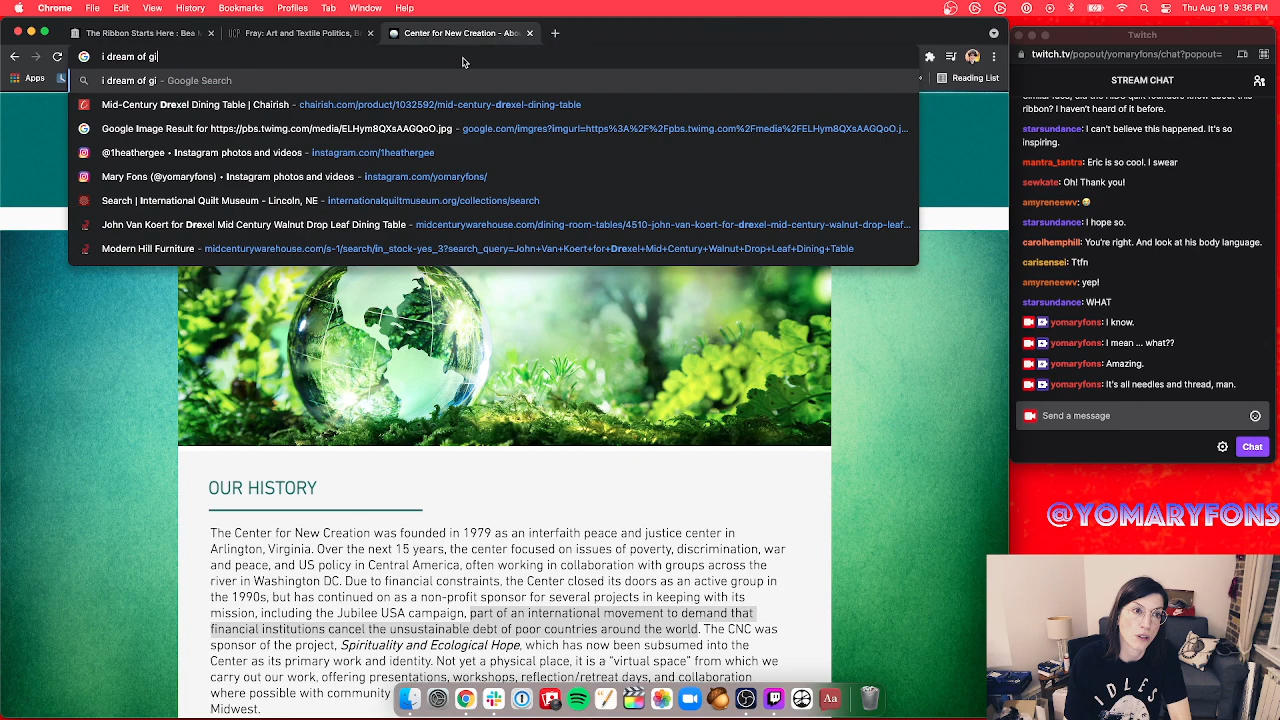 Chrome File Edit View History Bookmarks Profiles Tab Window Help
Thu Aug 19 9:36 PM
The Ribbon Starts Here : Bea M
Fray: Art and Textile Politics, B
Center for New Creation - Abou
i dream of gi
i dream of gi - Google Search
Mid-Century Drexel Dining Table | Chairish - chairish.com/product/1032592/mid-century-drexel-dining-table
Google Image Result for https://pbs.twimg.com/media/ELHym8QXsAAGQoO.jpg - google.com/imgres?imgurl=https%3A%2F%2Fpbs.twimg.com%2Fmedia%2FELHym8QXsAAGQoO.j...
@1heathergee • Instagram photos and videos - instagram.com/1heathergee
Mary Fons (@yomaryfons) • Instagram photos and videos - instagram.com/yomaryfons/
Search | International Quilt Museum - Lincoln, NE - internationalquiltmuseum.org/collections/search
John Van Koert for Drexel Mid Century Walnut Drop Leaf Dining Table - midcenturywarehouse.com/dining-room-tables/4510-john-van-koert-for-drexel-mid-century-walnut-drop-leaf...
Modern Hill Furniture - midcenturywarehouse.com/s-1/search/in_stock-yes_3?search_query=John+Van+Koert+for+Drexel+Mid+Century+Walnut+Drop+Leaf+Dining+Table
Apps
Reading List
OUR HISTORY
The Center for New Creation was founded in 1979 as an interfaith peace and justice center in
Arlington, Virginia. Over the next 15 years, the center focused on issues of poverty, discrimination, war
and peace, and US policy in Central America, often working in collaboration with groups across the
river in Washington DC. Due to financial constraints, the center closed its doors as an active group in
the 1990s, but has continued on as a non-profit sponsor for several projects in keeping with its
mission, including the Jubilee USA campaign, part of an international movement to demand that
financial institutions cancel the unsustainable debt of poor countries around the world. The CNC was
sponsor of the project, Spirituality and Ecological Hope, which has now been subsumed into the
Center as its primary work and identity. Not yet a physical place, it is a “virtual space” from which we
carry out our work offering presentations, workshops, reflection/retreat days, and collaboration
where possible with community
Midwest.
Aa
Twitch
twitch.tv/popout/yomaryfons/chat?popout=
STREAM CHAT
ribbon? I haven't heard of it before.
starsundance: I can't believe this happened. It's so
inspiring.
mantra_tantra: Eric is so cool. I swear
sewkate: Oh! Thank you!
amyreneewv: 😂
starsundance: I hope so.
carolhemphill: You're right. And look at his body language.
carisensei: Ttfn
amyreneewv: yep!
starsundance: WHAT
yomaryfons: I know.
yomaryfons: I mean ... what??
yomaryfons: Amazing.
yomaryfons: It's all needles and thread, man.
Send a message
Chat
@YOMARYFONS
IDLES